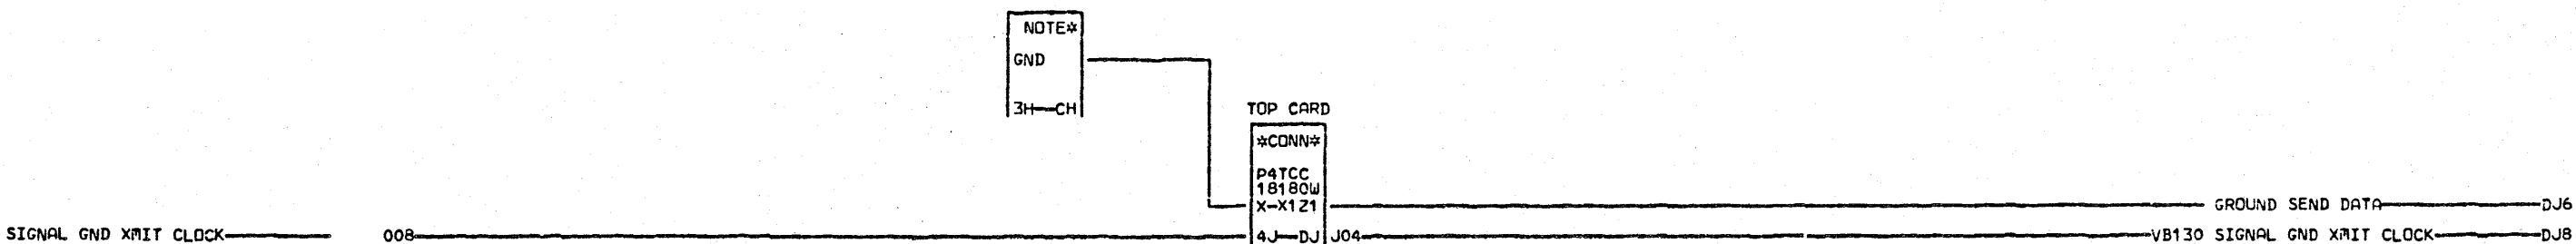 NOTE*
GND
3H—CH
TOP CARD
*CONN*
P4TCC
18180W
X-X1Z1
GROUND SEND DATA DJ6
SIGNAL GND XMIT CLOCK 008 4J—DJ J04 VB130 SIGNAL GND XMIT CLOCK DJ8